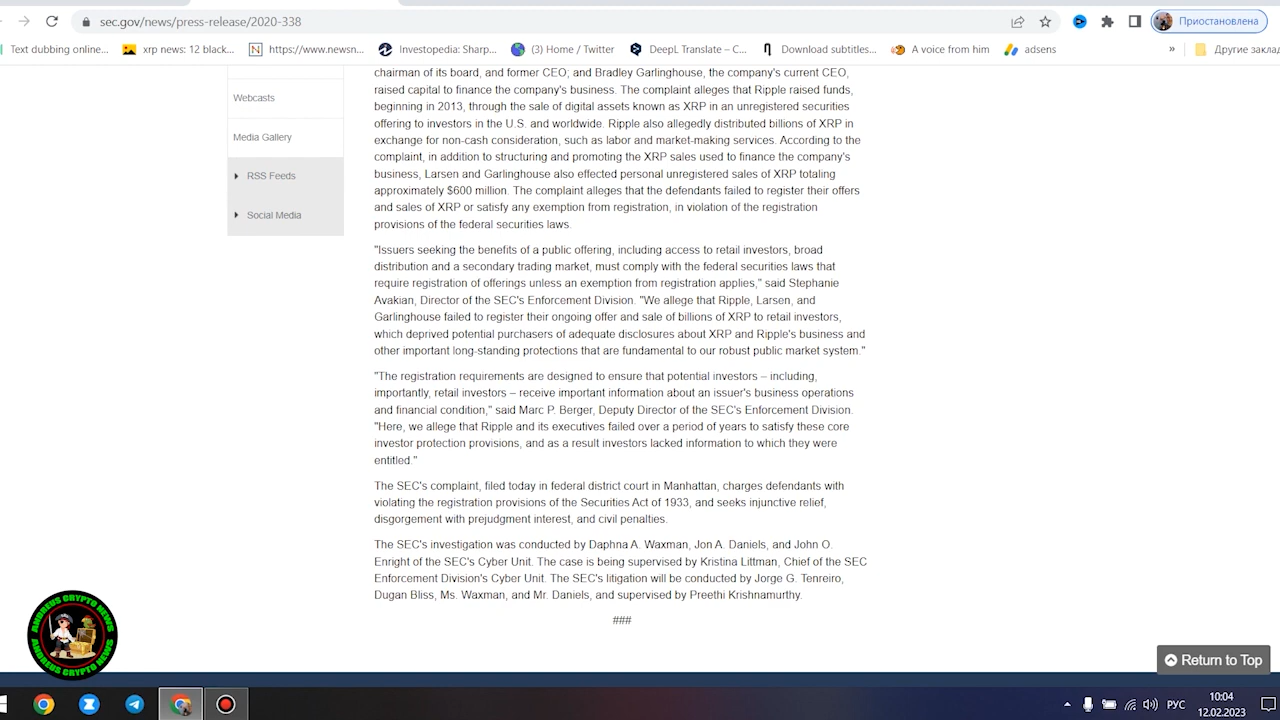 sec.gov/news/press-release/2020-338
Приостановлена
Text dubbing online...
xrp news: 12 black...
https://www.newsn...
Investopedia: Sharp...
(3) Home / Twitter
DeepL Translate – C...
Download subtitles...
A voice from him
adsens
»
Другие заклад
chairman of its board, and former CEO; and Bradley Garlinghouse, the company's current CEO,
raised capital to finance the company's business. The complaint alleges that Ripple raised funds,
beginning in 2013, through the sale of digital assets known as XRP in an unregistered securities
offering to investors in the U.S. and worldwide. Ripple also allegedly distributed billions of XRP in
exchange for non-cash consideration, such as labor and market-making services. According to the
complaint, in addition to structuring and promoting the XRP sales used to finance the company's
business, Larsen and Garlinghouse also effected personal unregistered sales of XRP totaling
approximately $600 million. The complaint alleges that the defendants failed to register their offers
and sales of XRP or satisfy any exemption from registration, in violation of the registration
provisions of the federal securities laws.
Webcasts
Media Gallery
RSS Feeds
Social Media
"Issuers seeking the benefits of a public offering, including access to retail investors, broad
distribution and a secondary trading market, must comply with the federal securities laws that
require registration of offerings unless an exemption from registration applies," said Stephanie
Avakian, Director of the SEC's Enforcement Division. "We allege that Ripple, Larsen, and
Garlinghouse failed to register their ongoing offer and sale of billions of XRP to retail investors,
which deprived potential purchasers of adequate disclosures about XRP and Ripple's business and
other important long-standing protections that are fundamental to our robust public market system."
"The registration requirements are designed to ensure that potential investors – including,
importantly, retail investors – receive important information about an issuer's business operations
and financial condition," said Marc P. Berger, Deputy Director of the SEC's Enforcement Division.
"Here, we allege that Ripple and its executives failed over a period of years to satisfy these core
investor protection provisions, and as a result investors lacked information to which they were
entitled."
The SEC's complaint, filed today in federal district court in Manhattan, charges defendants with
violating the registration provisions of the Securities Act of 1933, and seeks injunctive relief,
disgorgement with prejudgment interest, and civil penalties.
The SEC's investigation was conducted by Daphna A. Waxman, Jon A. Daniels, and John O.
Enright of the SEC's Cyber Unit. The case is being supervised by Kristina Littman, Chief of the SEC
Enforcement Division's Cyber Unit. The SEC's litigation will be conducted by Jorge G. Tenreiro,
Dugan Bliss, Ms. Waxman, and Mr. Daniels, and supervised by Preethi Krishnamurthy.
###
ANDREUS CRYPTO NEWS
ANDREUS CRYPTO NEWS
Return to Top
РУС
10:04
12.02.2023